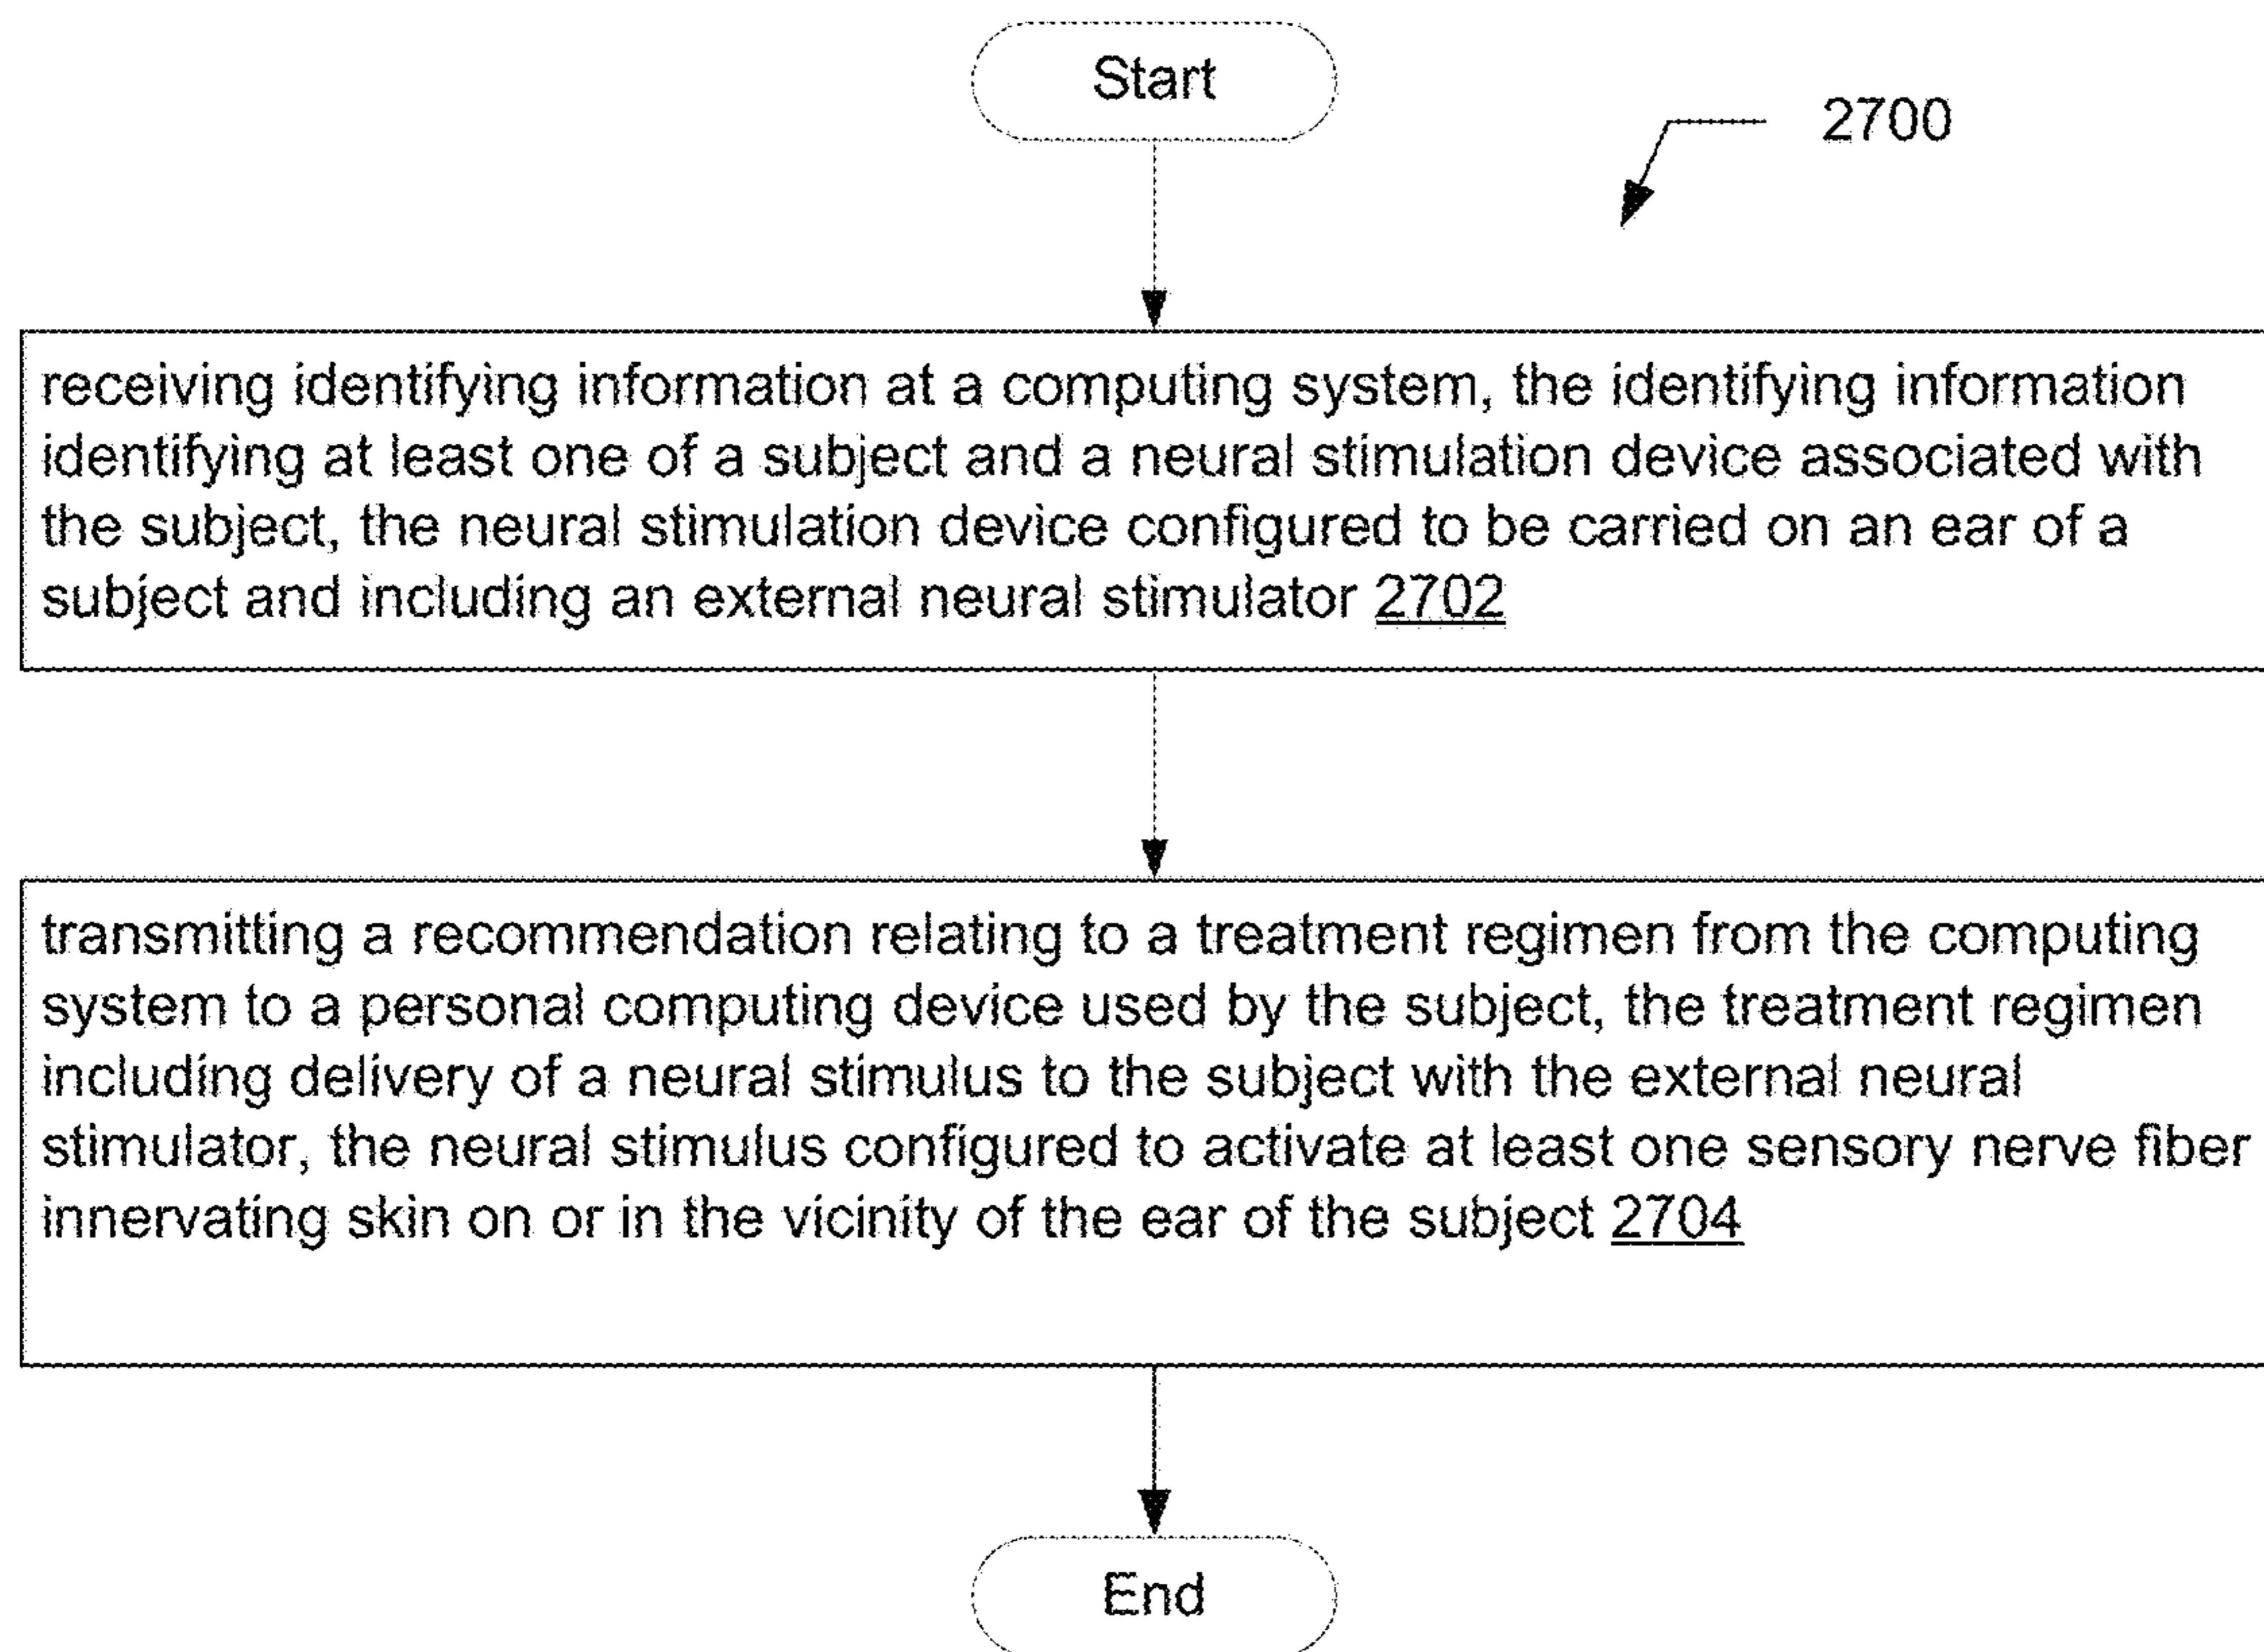 Start
2700
receiving identifying information at a computing system, the identifying information
identifying at least one of a subject and a neural stimulation device associated with
the subject, the neural stimulation device configured to be carried on an ear of a
subject and including an external neural stimulator 2702
transmitting a recommendation relating to a treatment regimen from the computing
system to a personal computing device used by the subject, the treatment regimen
including delivery of a neural stimulus to the subject with the external neural
stimulator, the neural stimulus configured to activate at least one sensory nerve fiber
innervating skin on or in the vicinity of the ear of the subject 2704
End